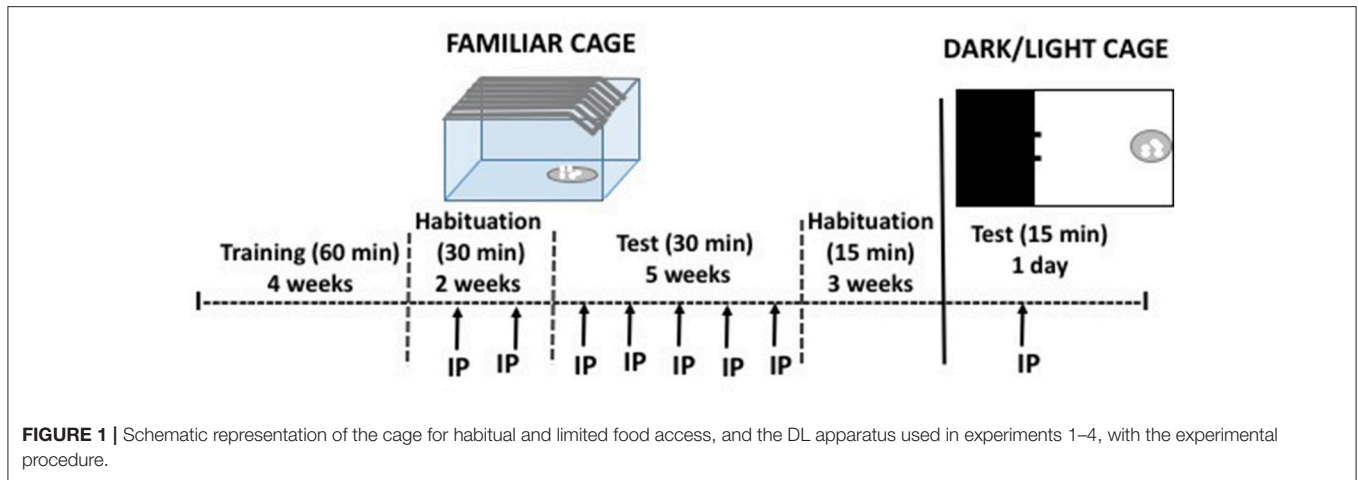 FAMILIAR CAGE
DARK/LIGHT CAGE
Training (60 min)
4 weeks
Habituation
(30 min)
2 weeks
Test (30 min)
5 weeks
Habituation
(15 min)
3 weeks
Test (15 min)
1 day
IP
IP
IP
IP
IP
IP
IP
IP
FIGURE 1 | Schematic representation of the cage for habitual and limited food access, and the DL apparatus used in experiments 1–4, with the experimental
procedure.